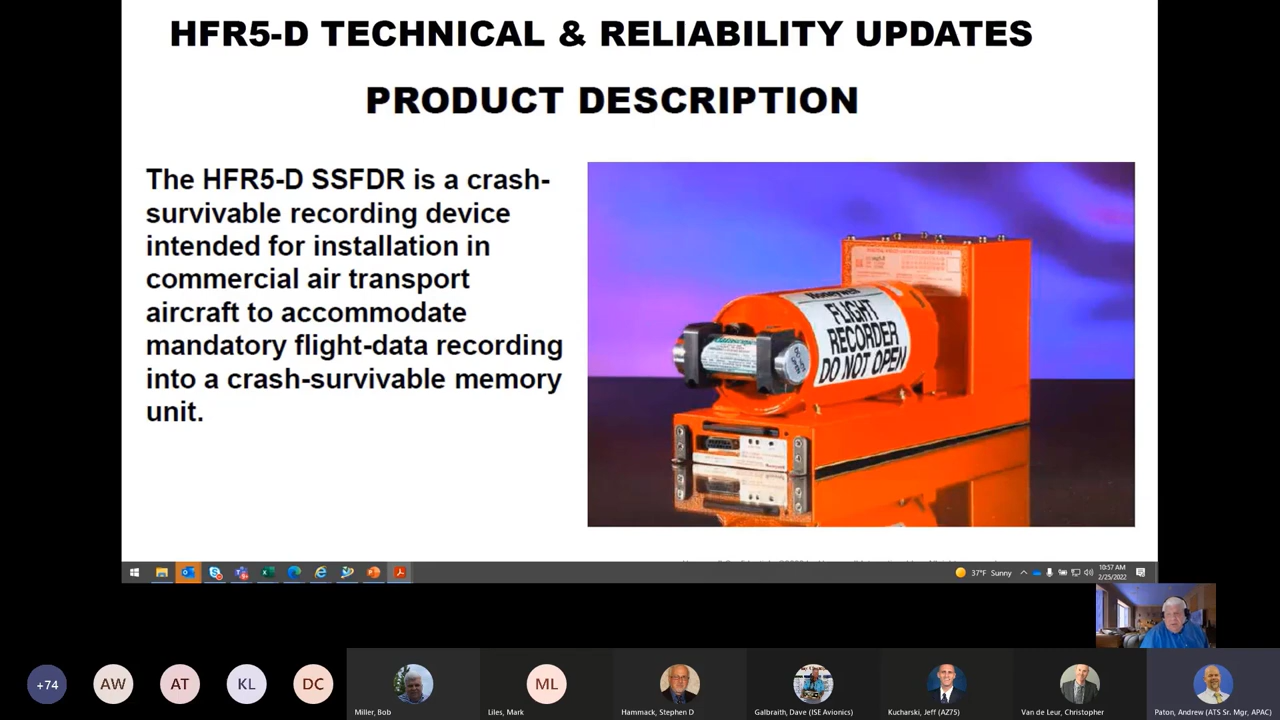 HFR5-D TECHNICAL & RELIABILITY UPDATES
PRODUCT DESCRIPTION
The HFR5-D SSFDR is a crash-
survivable recording device
intended for installation in
commercial air transport
aircraft to accommodate
mandatory flight-data recording
into a crash-survivable memory
unit.
Honeywell
FLIGHT
RECORDER
DO NOT OPEN
37°F Sunny
10:57 AM
2/25/2022
+74
AW
AT
KL
DC
ML
Miller, Bob
Liles, Mark
Hammack, Stephen D
Galbraith, Dave (ISE Avionics)
Kucharski, Jeff (AZ75)
Van de Leur, Christopher
Paton, Andrew (ATS Sr. Mgr, APAC)